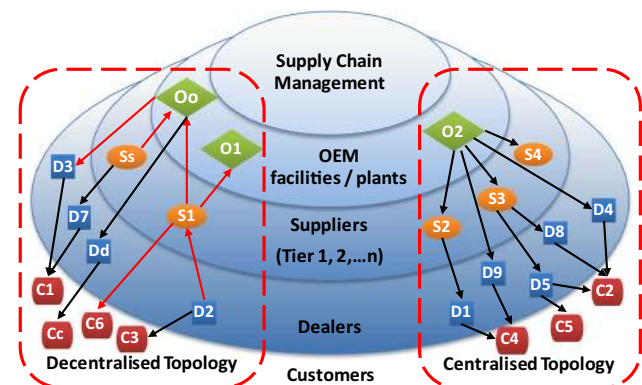 Supply Chain
Management
Oo
O1
O2
OEM
facilities / plants
D3
Ss
S4
D7
S1
Suppliers
(Tier 1, 2,...n)
S2
S3
D4
Dd
D8
C1
D9
D5
C2
Cc
C6
C3
D2
Dealers
D1
C4
C5
Decentralised Topology
Centralised Topology
Customers